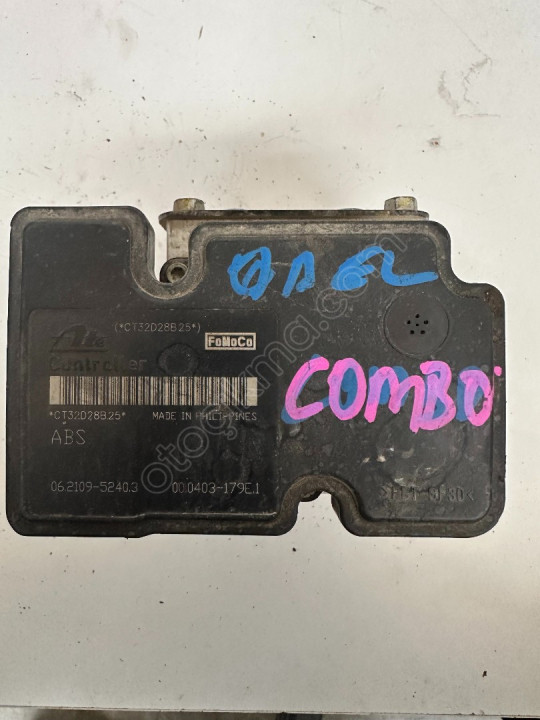 (*CT32D28B25*)
Ate
FoMoCo
Controller
*CT32D28B25*
MADE IN PHILIPPINES
ABS
06.2109-5240.3
00.0403-179E.1
COMBO
otocikma.com